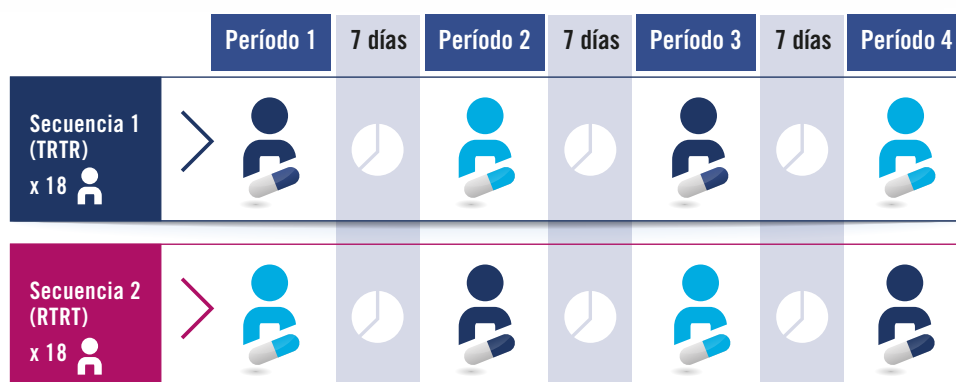 Período 1 7 días Período 2 7 días Período 3 7 días Período 4
Secuencia 1
(TRTR)
x 18
Secuencia 2
(RTRT)
x 18